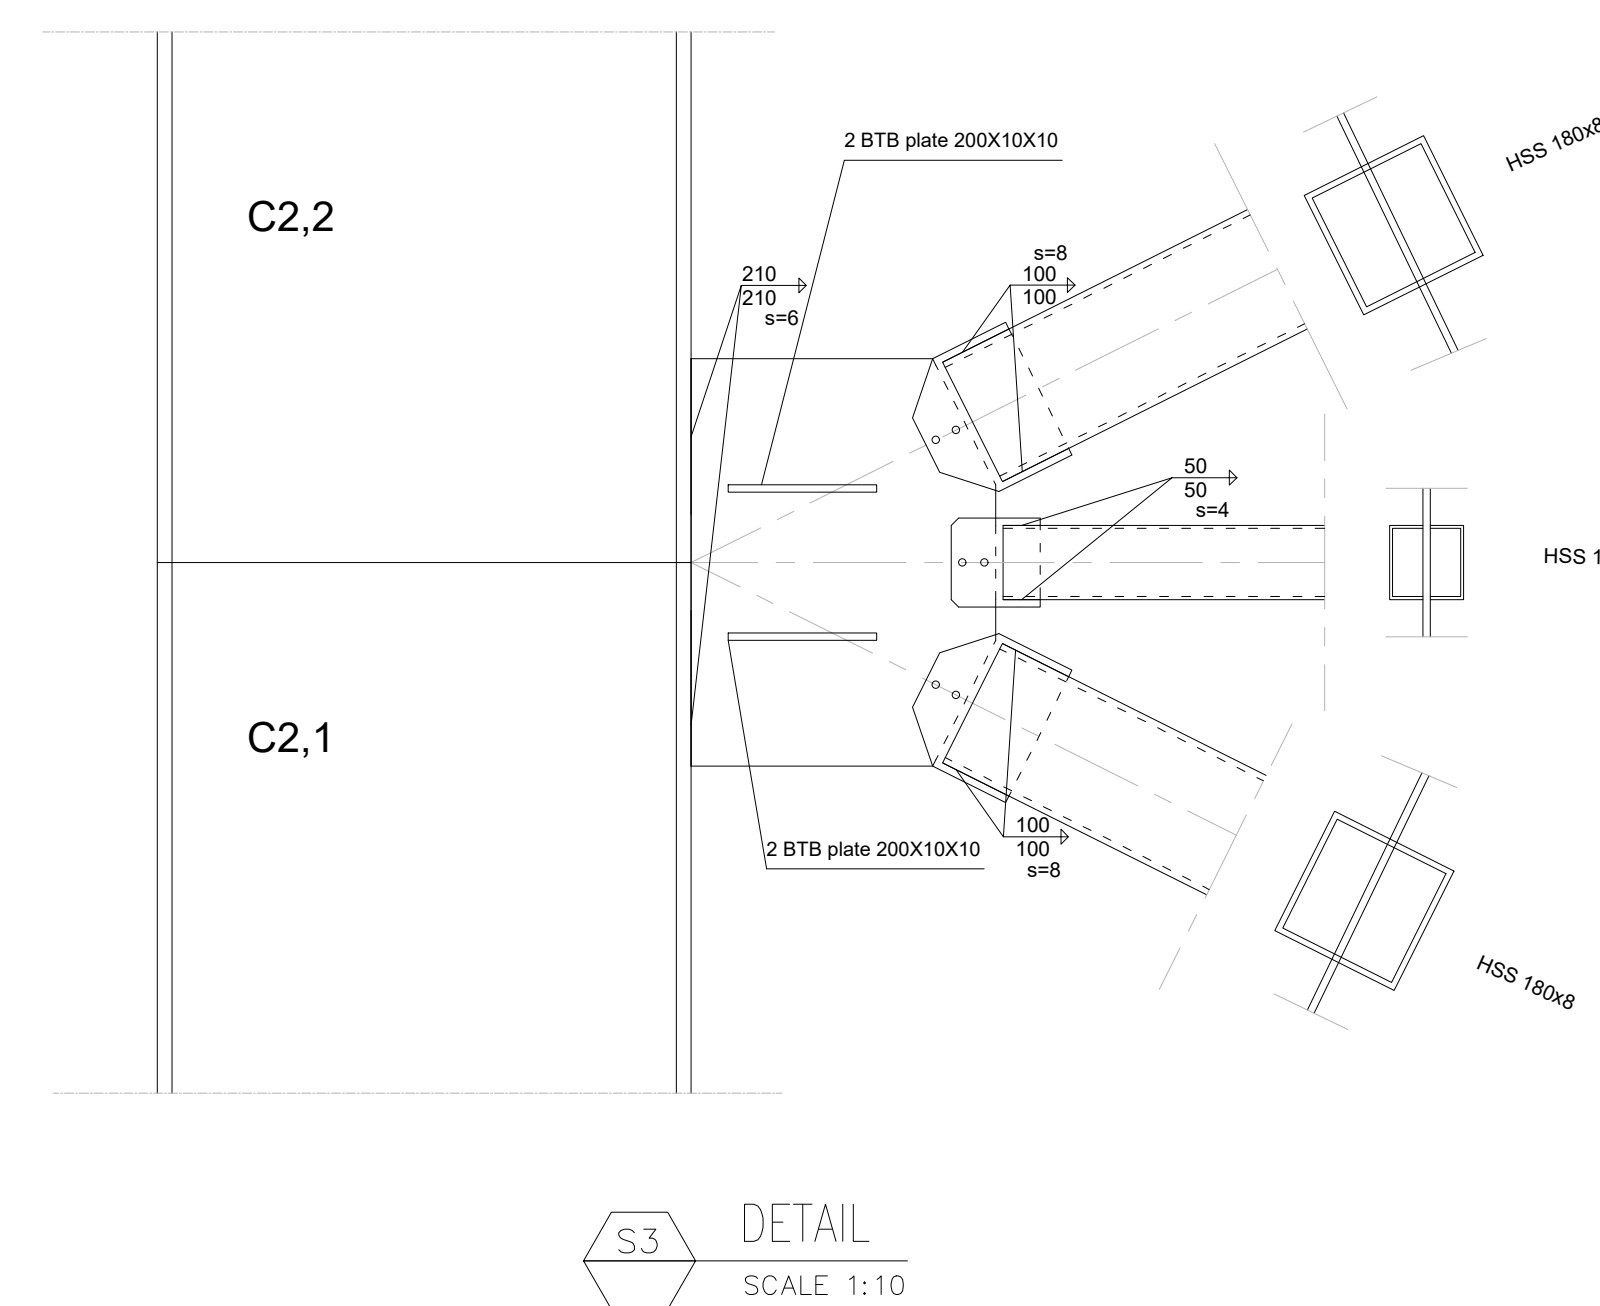 2 BTB plate 200X10X10
HSS 180x8
C2,2
210
210
s=6
s=8
100
100
50
50
s=4
HSS 1
C2,1
100
100
s=8
2 BTB plate 200X10X10
HSS 180x8
S3
DETAIL
SCALE 1:10